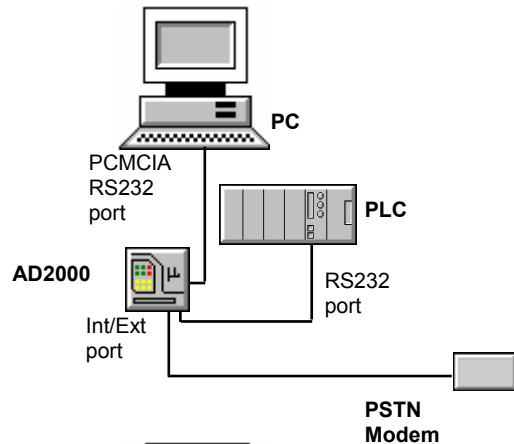 PC
PCMCIA
RS232
port
PLC
AD2000
µ
RS232
port
Int/Ext
port
PSTN
Modem